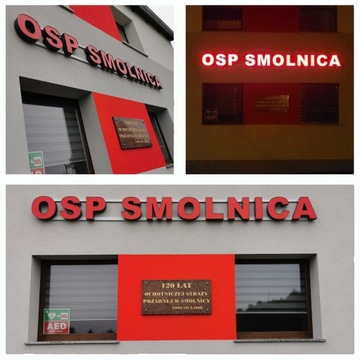 OSP SMOLNICA
OSP SMOLNICA
OSP SMOLNICA
120 LAT
OCHOTNICZEJ STRAŻY
POŻARNEJ W SMOLNICY
AED